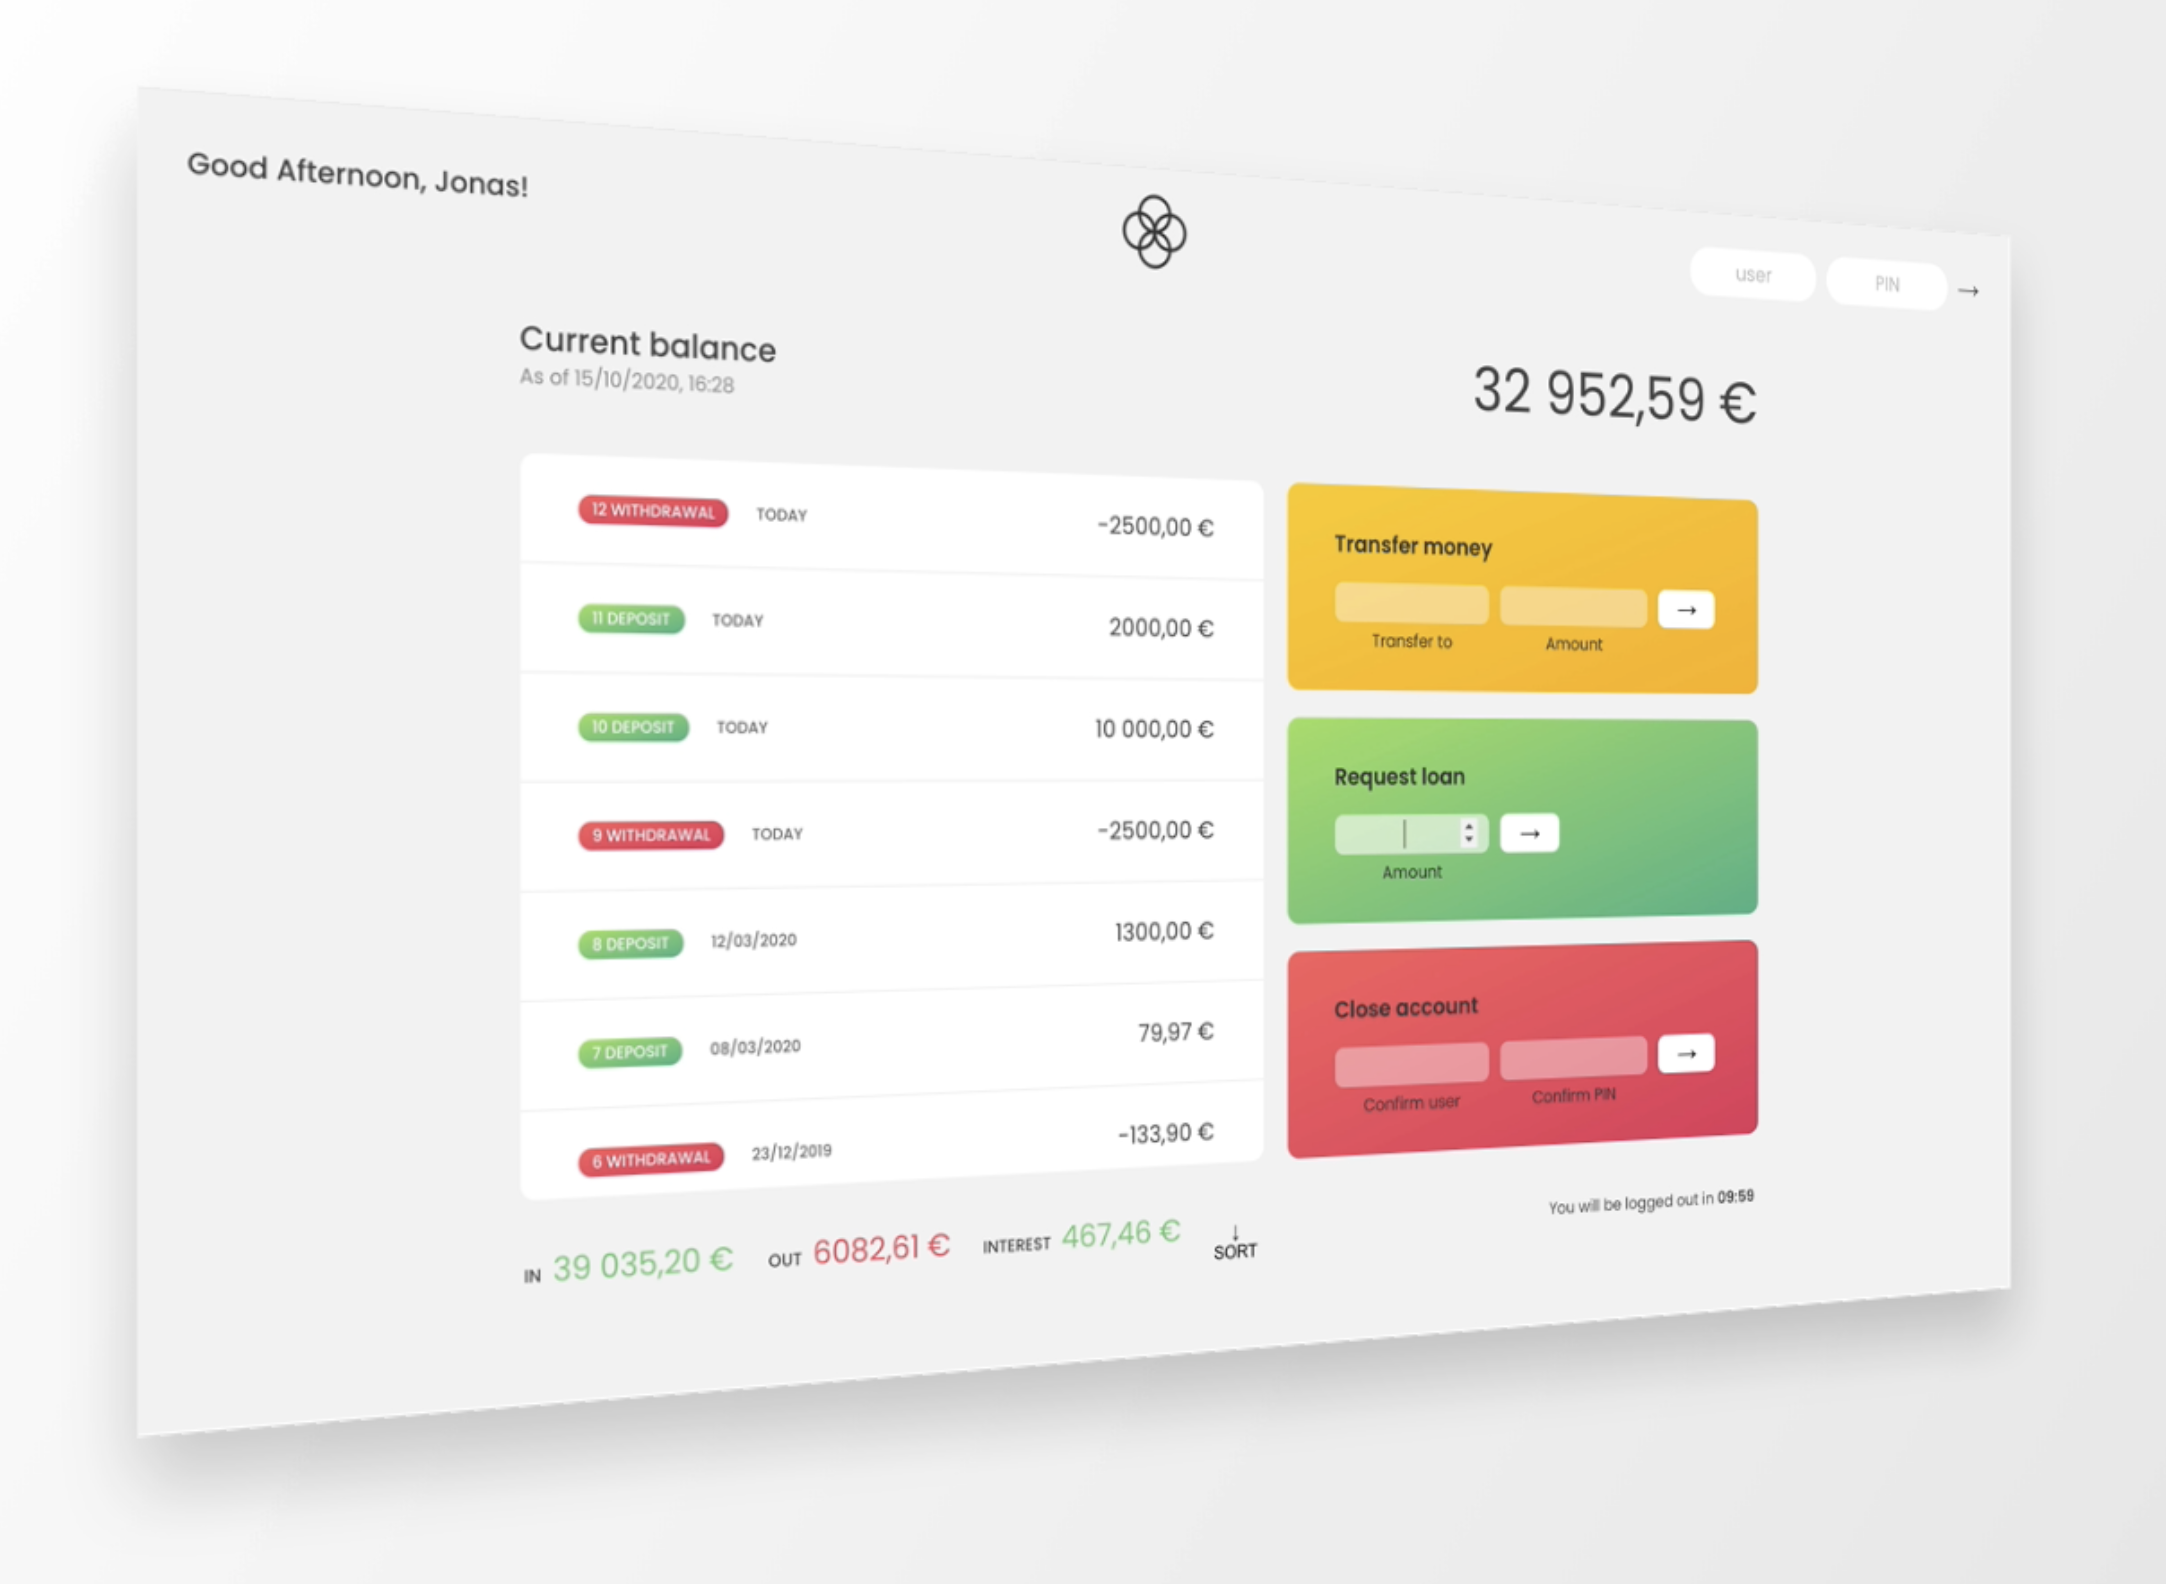 Good Afternoon, Jonas!
user
PIN
→
Current balance
As of 15/10/2020, 16:28
32 952,59 €
12 WITHDRAWAL TODAY -2500,00 €
11 DEPOSIT TODAY 2000,00 €
10 DEPOSIT TODAY 10 000,00 €
9 WITHDRAWAL TODAY -2500,00 €
8 DEPOSIT 12/03/2020 1300,00 €
7 DEPOSIT 08/03/2020 79,97 €
6 WITHDRAWAL 23/12/2019 -133,90 €
Transfer money
→
Transfer to Amount
Request loan
→
Amount
Close account
→
Confirm user Confirm PIN
You will be logged out in 09:59
IN 39 035,20 € OUT 6082,61 € INTEREST 467,46 € ↓ SORT